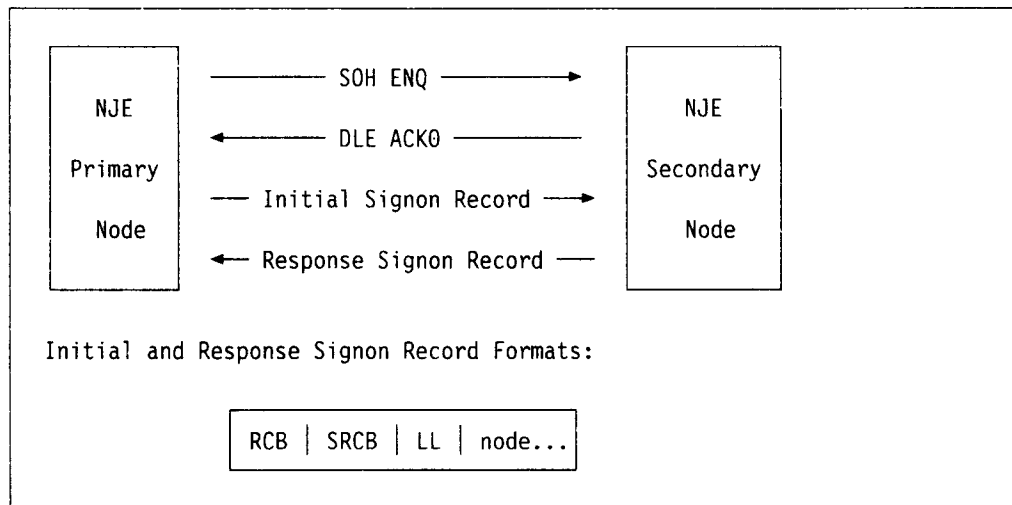 SOH ENQ
NJE
NJE
DLE ACK0
Primary
Secondary
Initial Signon Record
Node
Node
Response Signon Record
Initial and Response Signon Record Formats:
RCB | SRCB | LL | node...